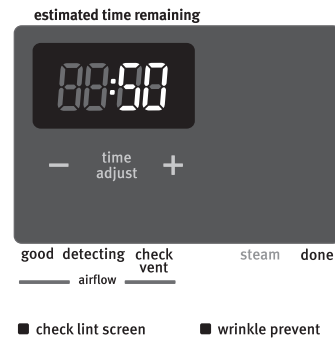 estimated time remaining
:50
− time adjust +
good detecting check vent
steam done
airflow
check lint screen
wrinkle prevent